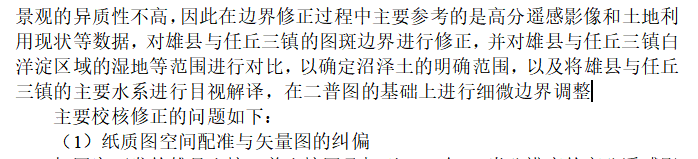 景观的异质性不高，因此在边界修正过程中主要参考的是高分遥感影像和土地利
用现状等数据，对雄县与任丘三镇的图斑边界进行修正，并对雄县与任丘三镇白
洋淀区域的湿地等范围进行对比，以确定沼泽土的明确范围，以及将雄县与任丘
三镇的主要水系进行目视解译，在二普图的基础上进行细微边界调整
主要校核修正的问题如下：
（1）纸质图空间配准与矢量图的纠偏